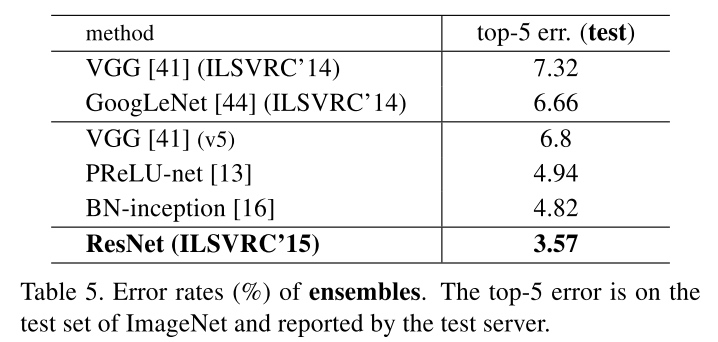 method top-5 err. (test)
VGG [41] (ILSVRC’14) 7.32
GoogLeNet [44] (ILSVRC’14) 6.66
VGG [41] (v5) 6.8
PReLU-net [13] 4.94
BN-inception [16] 4.82
ResNet (ILSVRC’15) 3.57
Table 5. Error rates (%) of ensembles. The top-5 error is on the
test set of ImageNet and reported by the test server.